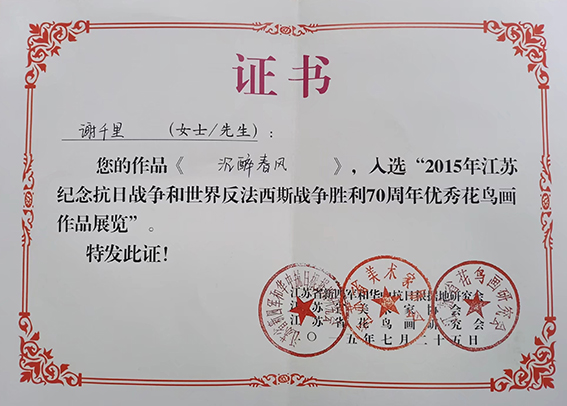 证书
谢千里 (女士/先生):
您的作品《 沉醉春风 》,入选“2015年江苏
纪念抗日战争和世界反法西斯战争胜利70周年优秀花鸟画
作品展览”。
特发此证!
江苏省新四军和华中抗日根据地研究会
江苏省美术家协会
江苏省花鸟画研究会
二〇一五年七月二十五日